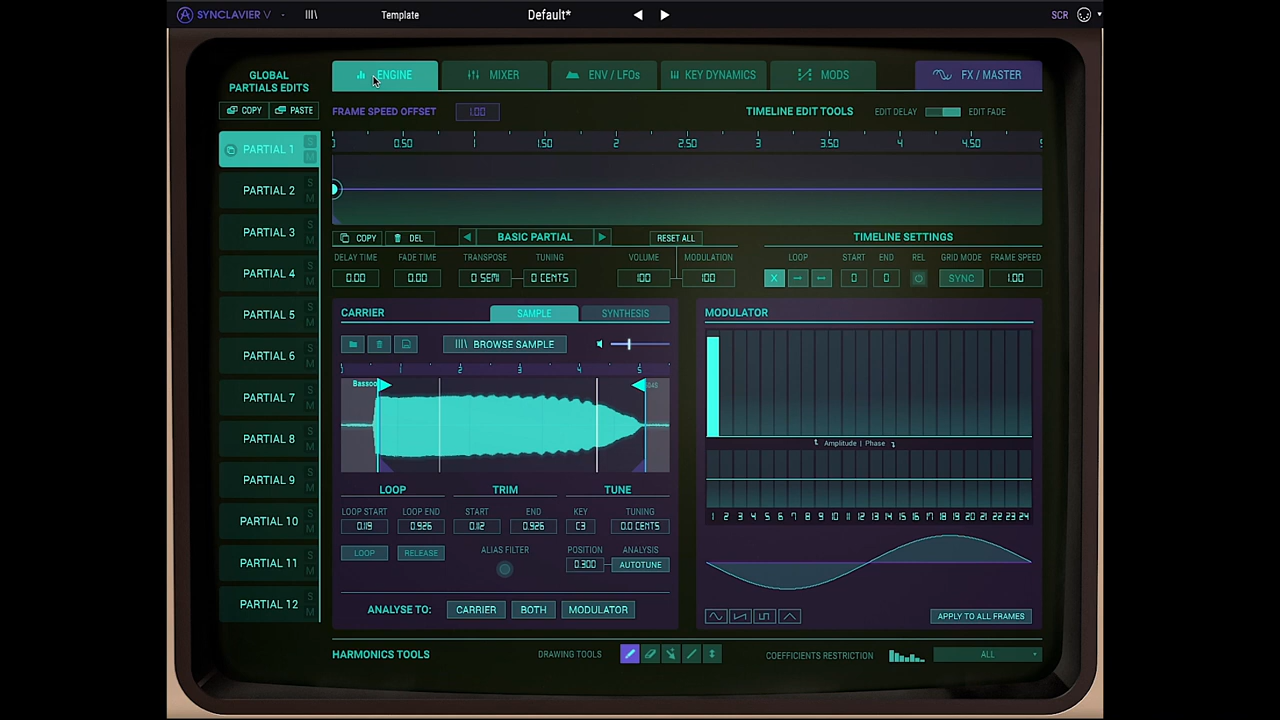 SYNCLAVIER V
Template
Default*
SCR
GLOBAL
PARTIALS EDITS
COPY
PASTE
ENGINE
MIXER
ENV / LFOs
KEY DYNAMICS
MODS
FX / MASTER
FRAME SPEED OFFSET
1.00
TIMELINE EDIT TOOLS
EDIT DELAY
EDIT FADE
0.50
1
1.50
2
2.50
3
3.50
4
4.50
5
PARTIAL 1
S
M
PARTIAL 2
S
M
PARTIAL 3
S
M
PARTIAL 4
S
M
PARTIAL 5
S
M
PARTIAL 6
S
M
PARTIAL 7
S
M
PARTIAL 8
S
M
PARTIAL 9
S
M
PARTIAL 10
S
M
PARTIAL 11
S
M
PARTIAL 12
S
M
COPY
DEL
BASIC PARTIAL
RESET ALL
TIMELINE SETTINGS
DELAY TIME
FADE TIME
TRANSPOSE
TUNING
VOLUME
MODULATION
LOOP
START
END
REL
GRID MODE
FRAME SPEED
0.00
0.00
0 SEMI
0 CENTS
100
100
X
0
0
SYNC
1.00
CARRIER
SAMPLE
SYNTHESIS
BROWSE SAMPLE
1
2
3
4
5
Bassoo
LOOP
TRIM
TUNE
LOOP START
LOOP END
START
END
KEY
TUNING
0.119
0.926
0.112
0.926
C3
0.0 CENTS
LOOP
RELEASE
ALIAS FILTER
POSITION
ANALYSIS
0.300
AUTOTUNE
ANALYSE TO:
CARRIER
BOTH
MODULATOR
MODULATOR
Amplitude | Phase
1 2 3 4 5 6 7 8 9 10 11 12 13 14 15 16 17 18 19 20 21 22 23 24
APPLY TO ALL FRAMES
HARMONICS TOOLS
DRAWING TOOLS
COEFFICIENTS RESTRICTION
ALL